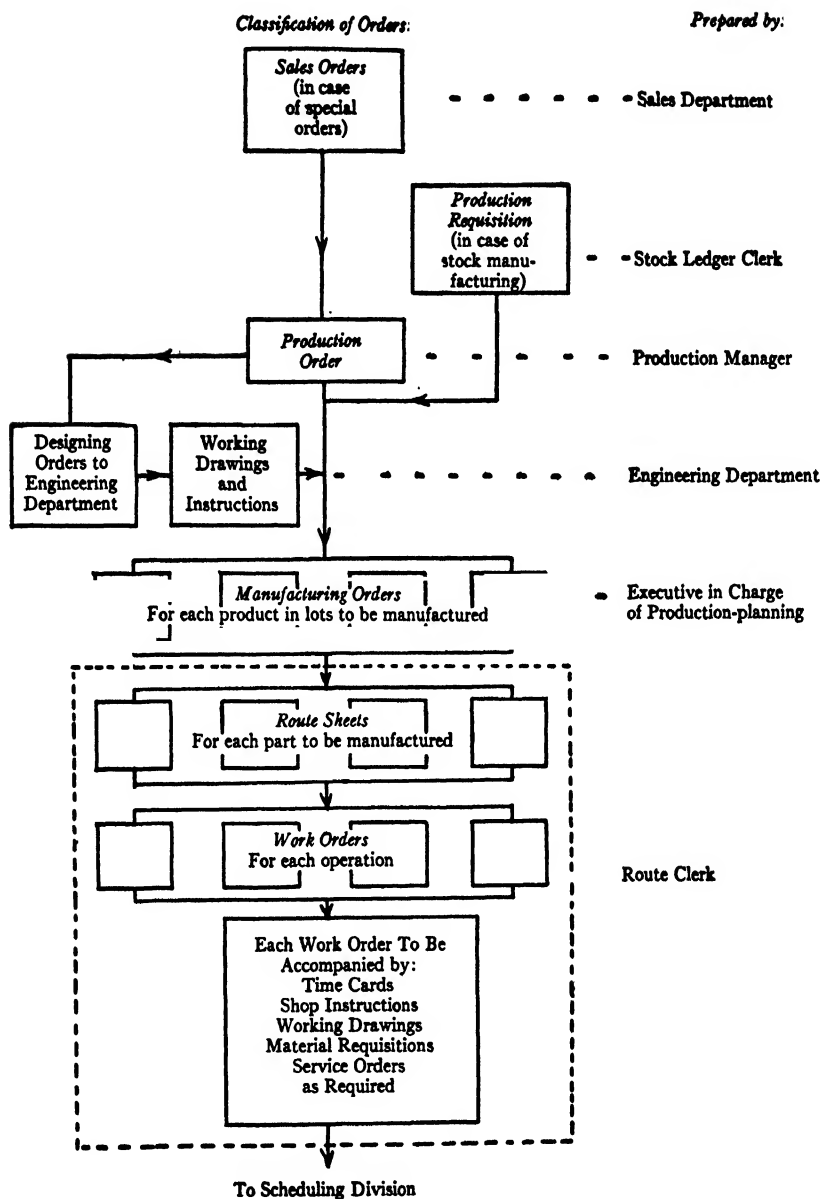 Classification of Orders:
Prepared by:
Sales Orders
(in case
of special
orders)
Sales Department
Production
Requisition
(in case of
stock manu-
facturing)
Stock Ledger Clerk
Production
Order
Production Manager
Designing
Orders to
Engineering
Department
Working
Drawings
and
Instructions
Engineering Department
Manufacturing Orders
For each product in lots to be manufactured
Executive in Charge
of Production-planning
Route Sheets
For each part to be manufactured
Work Orders
For each operation
Route Clerk
Each Work Order To Be
Accompanied by:
Time Cards
Shop Instructions
Working Drawings
Material Requisitions
Service Orders
as Required
To Scheduling Division